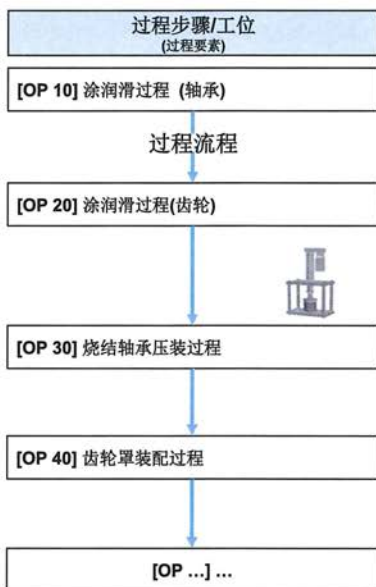 过程步骤/工位
(过程要素)
[OP 10] 涂润滑过程 (轴承)
过程流程
[OP 20] 涂润滑过程(齿轮)
[OP 30] 烧结轴承压装过程
[OP 40] 齿轮罩装配过程
[OP ...] ...